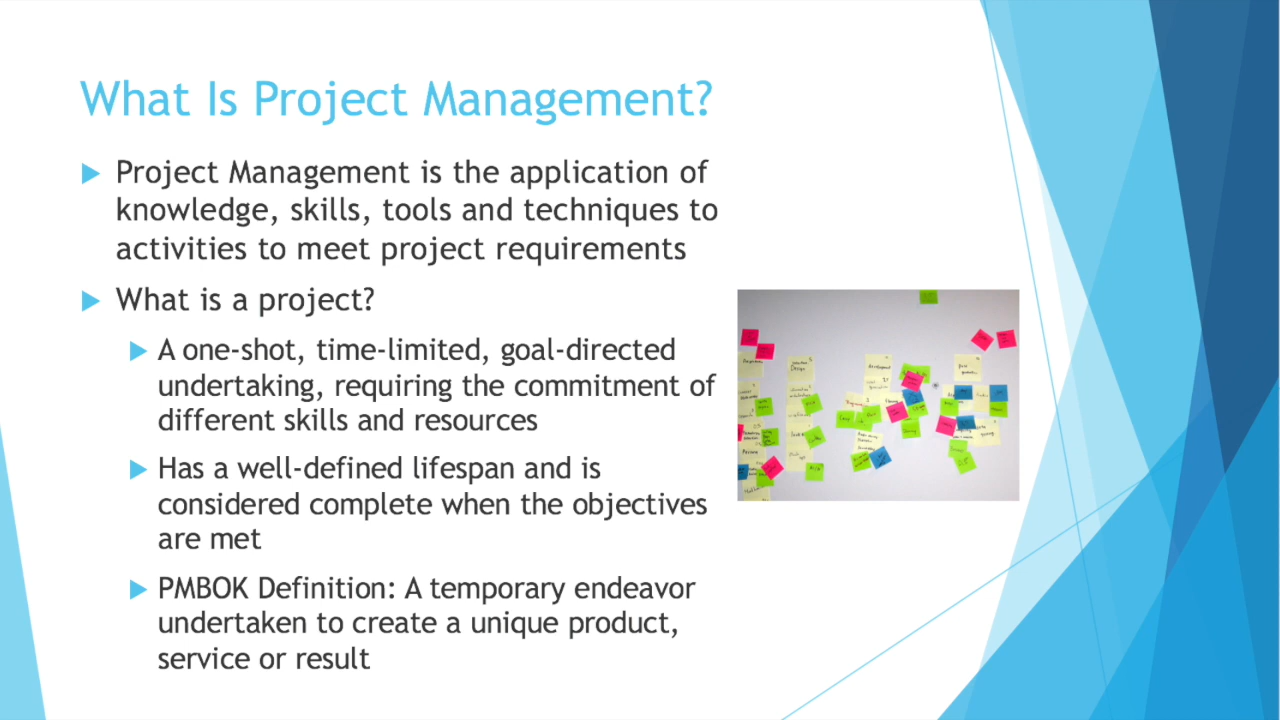 What Is Project Management?
Project Management is the application of
knowledge, skills, tools and techniques to
activities to meet project requirements
What is a project?
A one-shot, time-limited, goal-directed
undertaking, requiring the commitment of
different skills and resources
Has a well-defined lifespan and is
considered complete when the objectives
are met
PMBOK Definition: A temporary endeavor
undertaken to create a unique product,
service or result
Design